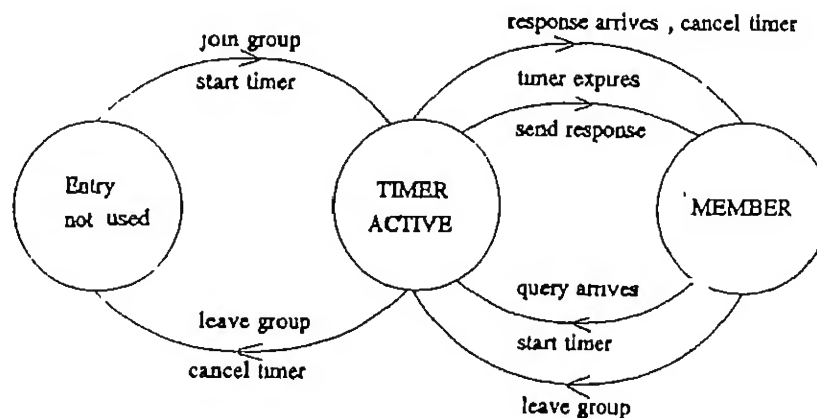 join group
start timer
response arrives , cancel timer
timer expires
send response
Entry
not used
TIMER
ACTIVE
MEMBER
query arrives
start timer
leave group
cancel timer
leave group